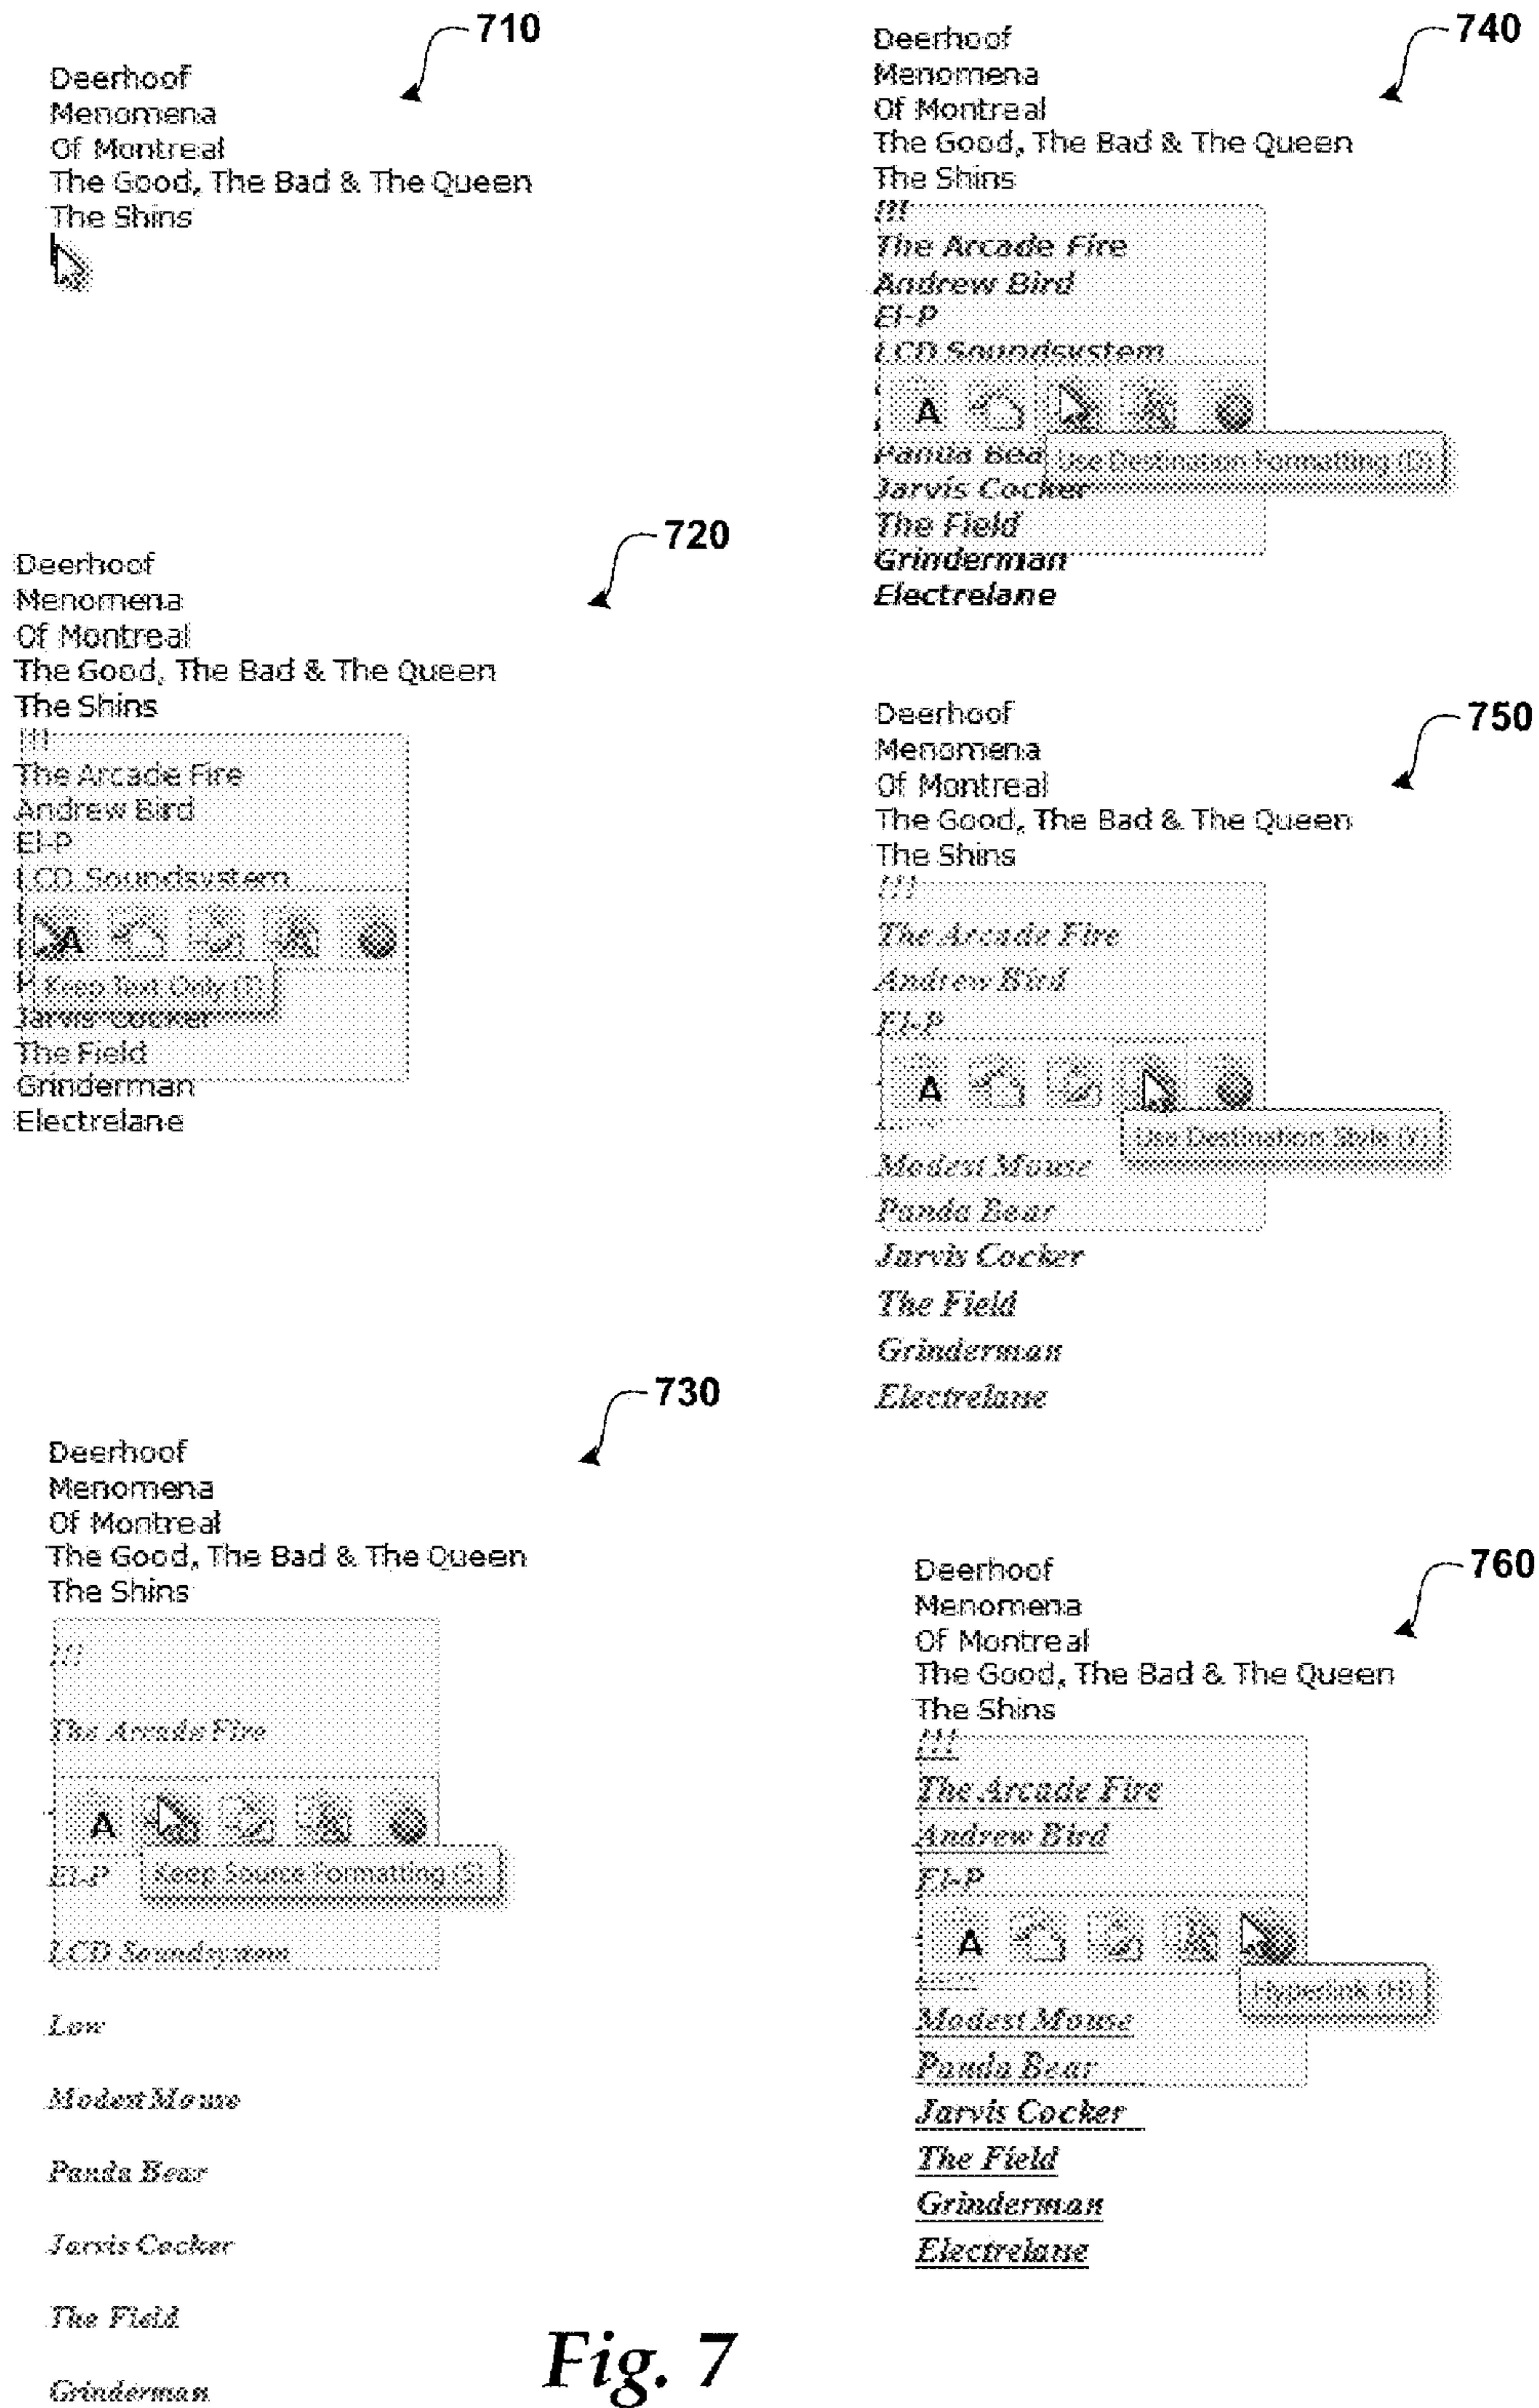 710
Deerhoof
Menomena
Of Montreal
The Good, The Bad & The Queen
The Shins
720
Deerhoof
Menomena
Of Montreal
The Good, The Bad & The Queen
The Shins
!!!
The Arcade Fire
Andrew Bird
El-P
LCD Soundsystem
A
Keep Text Only (T)
Jarvis Cocker
The Field
Grinderman
Electrelane
730
Deerhoof
Menomena
Of Montreal
The Good, The Bad & The Queen
The Shins
!!!
The Arcade Fire
A
El-P
Keep Source Formatting (S)
LCD Soundsystem
Low
Modest Mouse
Panda Bear
Jarvis Cocker
The Field
Grinderman
740
Deerhoof
Menomena
Of Montreal
The Good, The Bad & The Queen
The Shins
!!!
The Arcade Fire
Andrew Bird
El-P
LCD Soundsystem
A
Panda Bea
Use Destination Formatting (D)
Jarvis Cocker
The Field
Grinderman
Electrelane
750
Deerhoof
Menomena
Of Montreal
The Good, The Bad & The Queen
The Shins
!!!
The Arcade Fire
Andrew Bird
El-P
A
Use Destination Style (Y)
Modest Mouse
Panda Bear
Jarvis Cocker
The Field
Grinderman
Electrelane
760
Deerhoof
Menomena
Of Montreal
The Good, The Bad & The Queen
The Shins
!!!
The Arcade Fire
Andrew Bird
El-P
A
Hyperlink (H)
Modest Mouse
Panda Bear
Jarvis Cocker
The Field
Grinderman
Electrelane
Fig. 7